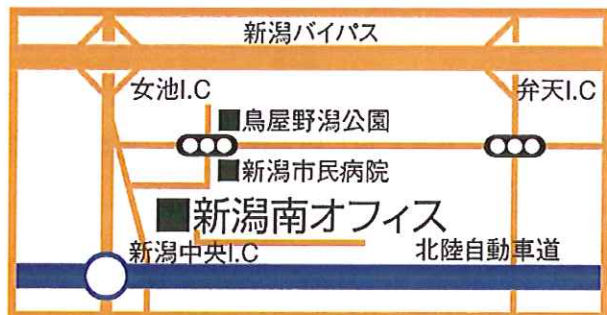 新潟バイパス
女池I.C
弁天I.C
■鳥屋野潟公園
■新潟市民病院
■新潟南オフィス
新潟中央I.C
北陸自動車道